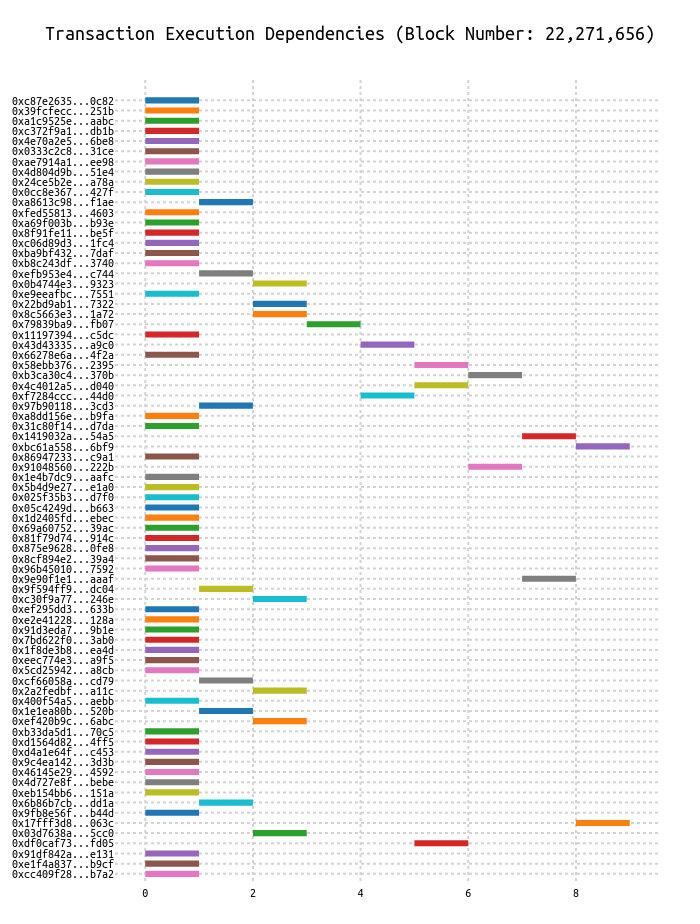 Transaction Execution Dependencies (Block Number: 22,271,656)
0xc87e2635...0c82
0x39fcfecc...251b
0xa1c9525e...aabc
0xc372f9a1...db1b
0x4e70a2e5...6be8
0x0333c2c8...31ce
0xae7914a1...ee98
0x4d804d9b...51e4
0x24ce5b2e...a78a
0x0cc8e367...427f
0xa8613c98...f1ae
0xfed55813...4603
0xa69f003b...b93e
0x8f91fe11...be5f
0xc06d89d3...1fc4
0xba9bf432...7daf
0xb8c243df...3740
0xefb953e4...c744
0x0b4744e3...9323
0xe9eeafbc...7551
0x22bd9ab1...7322
0x8c5663e3...1a72
0x79839ba9...fb07
0x11197394...c5dc
0x43d43335...a9c0
0x66278e6a...4f2a
0x58ebb376...2395
0xb3ca30c4...370b
0x4c4012a5...d040
0xf7284ccc...44d0
0x97b90118...3cd3
0xa8dd156e...b9fa
0x31c80f14...d7da
0x1419032a...54a5
0xbc61a558...6bf9
0x86947233...c9a1
0x91048560...222b
0x1e4b7dc9...aafc
0x5b4d9e27...e1a0
0x025f35b3...d7f0
0x05c4249d...b663
0x1d2405fd...ebec
0x69a60752...39ac
0x81f79d74...914c
0x875e9628...0fe8
0x8cf894e2...39a4
0x96b45010...7592
0x9e90f1e1...aaaf
0x9f594ff9...dc04
0xc30f9a77...246e
0xef295dd3...633b
0xe2e41228...128a
0x91d3eda7...9b1e
0x7bd622f0...3ab0
0x1f8de3b8...ea4d
0xeec774e3...a9f5
0x5cd25942...a8cb
0xcf66058a...cd79
0x2a2fedbf...a11c
0x400f54a5...aebb
0x1e1ea80b...520b
0xef420b9c...6abc
0xb33da5d1...70c5
0xd1564d82...4ff5
0xd4a1e64f...c453
0x9c4ea142...3d3b
0x46145e29...4592
0x4d727e8f...bebe
0xeb154bb6...151a
0x6b86b7cb...dd1a
0x9fb8e56f...b44d
0x17fff3d8...063c
0x03d7638a...5cc0
0xdf0caf73...fd05
0x91df842a...e131
0xe1f4a837...b9cf
0xcc409f28...b7a2
0 2 4 6 8